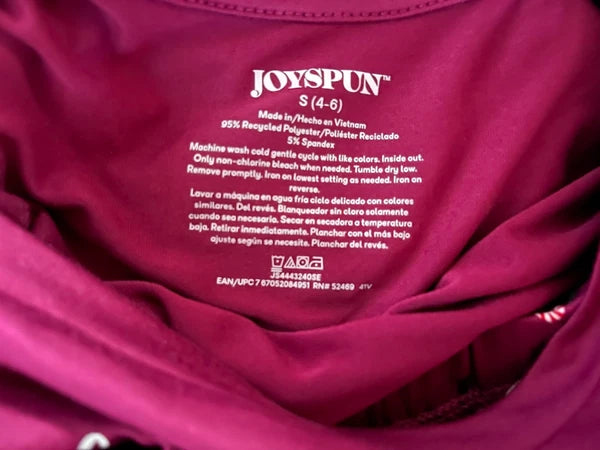 JOYSPUN™
S (4-6)
Made in/Hecho en Vietnam
95% Recycled Polyester/Poliéster Reciclado
5% Spandex
Machine wash cold gentle cycle with like colors. Inside out.
Only non-chlorine bleach when needed. Tumble dry low.
Remove promptly. Iron on lowest setting as needed. Iron on
reverse.
Lavar a máquina en agua fría ciclo delicado con colores
similares. Del revés. Blanqueador sin cloro solamente
cuando sea necesario. Secar en secadora a temperatura
baja. Retirar inmediatamente. Planchar con el más bajo
ajuste según se necesite. Planchar del revés.
JS4443240SE
EAN/UPC 7 67052084951 RN# 52469 41V